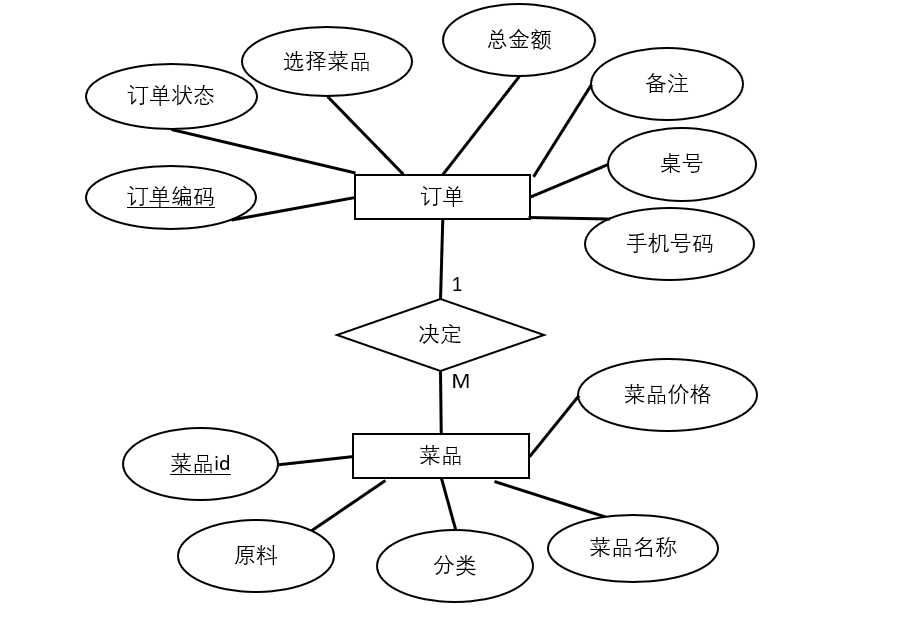 总金额
选择菜品
备注
订单状态
桌号
订单编码
订单
手机号码
1
决定
M
菜品价格
菜品id
菜品
原料
分类
菜品名称